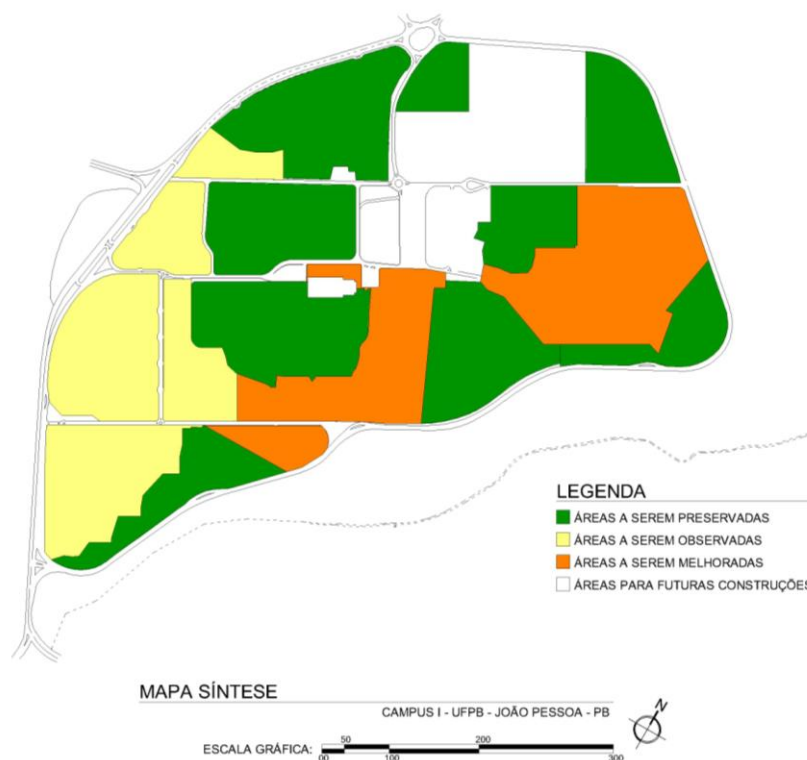 LEGENDA
ÁREAS A SEREM PRESERVADAS
ÁREAS A SEREM OBSERVADAS
ÁREAS A SEREM MELHORADAS
ÁREAS PARA FUTURAS CONSTRUÇÕES
MAPA SÍNTESE
CAMPUS I - UFPB - JOÃO PESSOA - PB
N
ESCALA GRÁFICA:
50 200
00 100 300